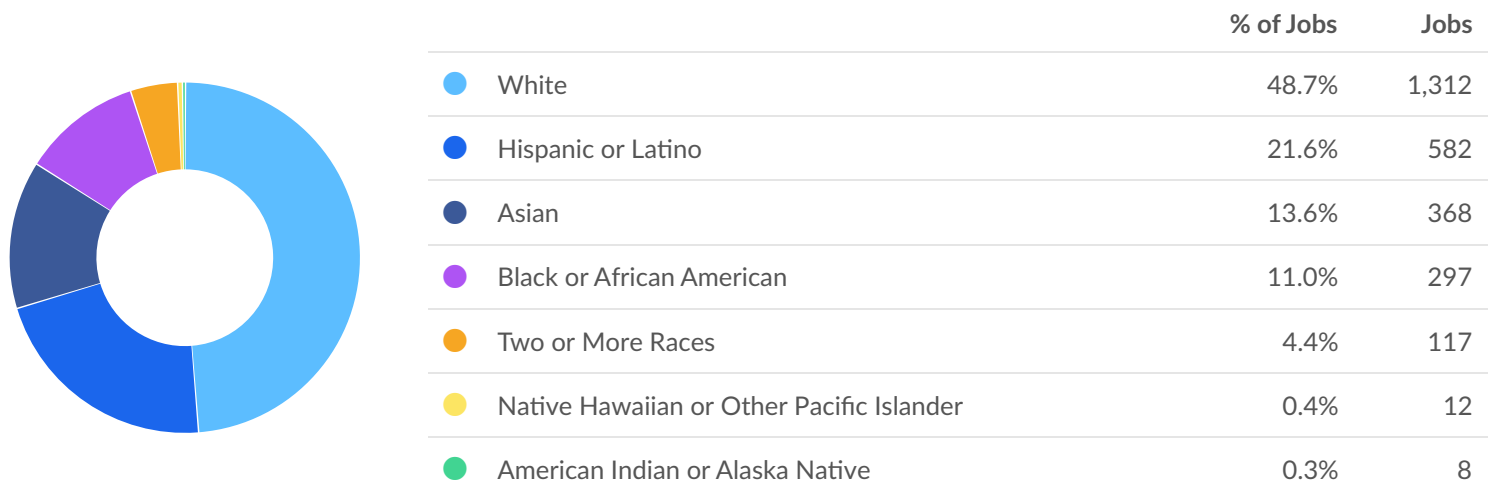 % of Jobs Jobs
White 48.7% 1,312
Hispanic or Latino 21.6% 582
Asian 13.6% 368
Black or African American 11.0% 297
Two or More Races 4.4% 117
Native Hawaiian or Other Pacific Islander 0.4% 12
American Indian or Alaska Native 0.3% 8